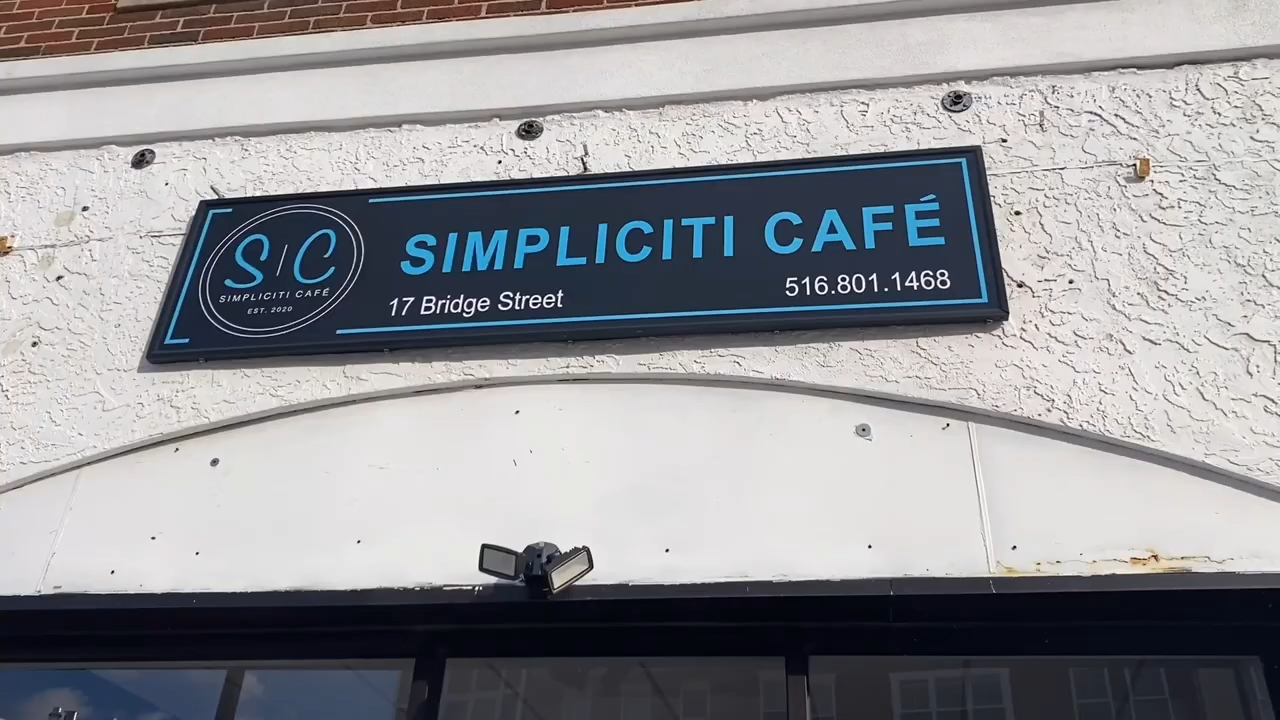 S|C
SIMPLICITI CAFÉ
EST. 2020
SIMPLICITI CAFÉ
17 Bridge Street
516.801.1468